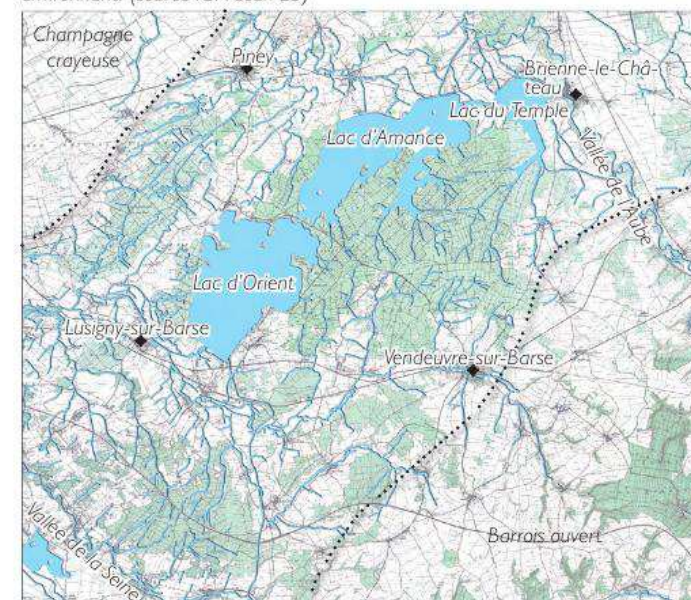 Champagne
crayeuse
Piney
Brienne-le-Châ-
teau
Lac du Temple
Lac d'Amance
Vallée de l'Aube
Lac d'Orient
Lusigny-sur-Barse
Vendeuvre-sur-Barse
Barrois ouvert
Vallée de la Seine